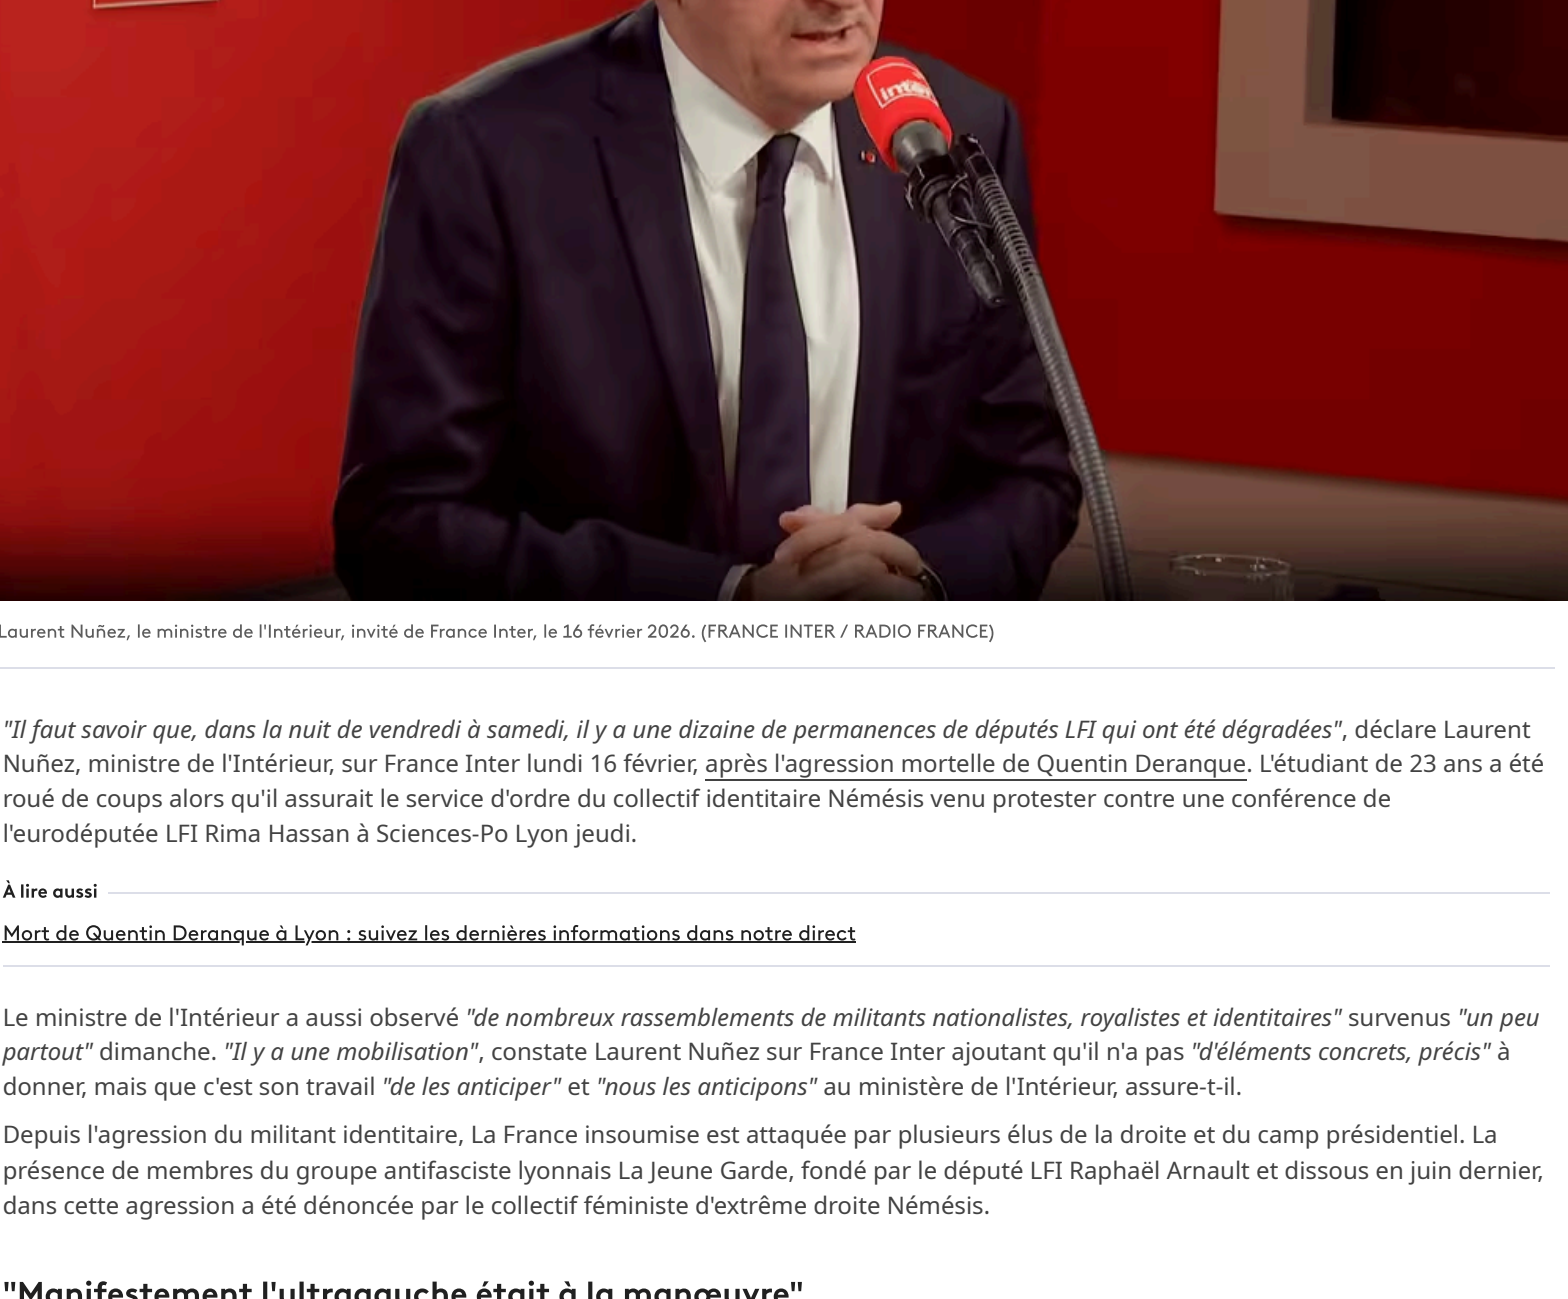 inter
Laurent Nuñez, le ministre de l'Intérieur, invité de France Inter, le 16 février 2026. (FRANCE INTER / RADIO FRANCE)
"Il faut savoir que, dans la nuit de vendredi à samedi, il y a une dizaine de permanences de députés LFI qui ont été dégradées", déclare Laurent
Nuñez, ministre de l'Intérieur, sur France Inter lundi 16 février, après l'agression mortelle de Quentin Deranque. L'étudiant de 23 ans a été
roué de coups alors qu'il assurait le service d'ordre du collectif identitaire Némésis venu protester contre une conférence de
l'eurodéputée LFI Rima Hassan à Sciences-Po Lyon jeudi.
À lire aussi
Mort de Quentin Deranque à Lyon : suivez les dernières informations dans notre direct
Le ministre de l'Intérieur a aussi observé "de nombreux rassemblements de militants nationalistes, royalistes et identitaires" survenus "un peu
partout" dimanche. "Il y a une mobilisation", constate Laurent Nuñez sur France Inter ajoutant qu'il n'a pas "d'éléments concrets, précis" à
donner, mais que c'est son travail "de les anticiper" et "nous les anticipons" au ministère de l'Intérieur, assure-t-il.
Depuis l'agression du militant identitaire, La France insoumise est attaquée par plusieurs élus de la droite et du camp présidentiel. La
présence de membres du groupe antifasciste lyonnais La Jeune Garde, fondé par le député LFI Raphaël Arnault et dissous en juin dernier,
dans cette agression a été dénoncée par le collectif féministe d'extrême droite Némésis.
"Manifestement l'ultragauche était à la manœuvre"